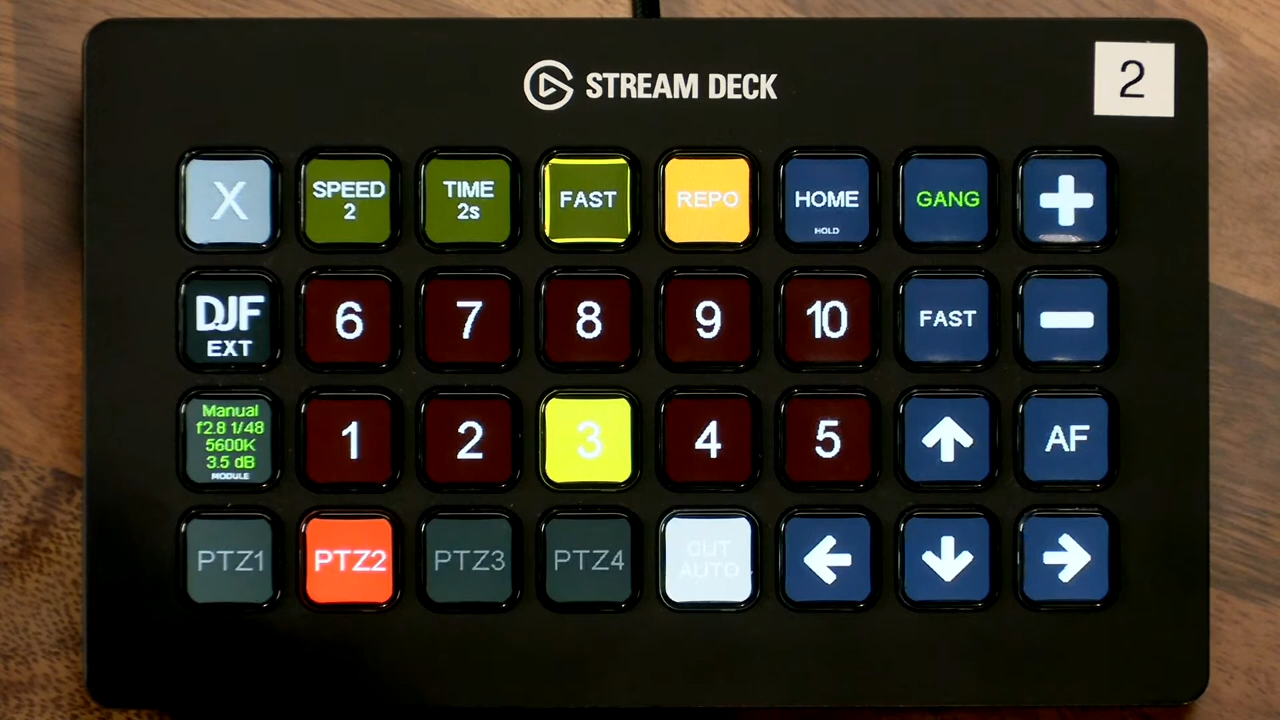 STREAM DECK
2
X
SPEED
2
TIME
2s
FAST
REPO
HOME
HOLD
GANG
DJF
EXT
6
7
8
9
10
FAST
Manual
f2.8 1/48
5600K
3.5 dB
MODULE
1
2
3
4
5
AF
PTZ1
PTZ2
PTZ3
PTZ4
CUT
AUTO